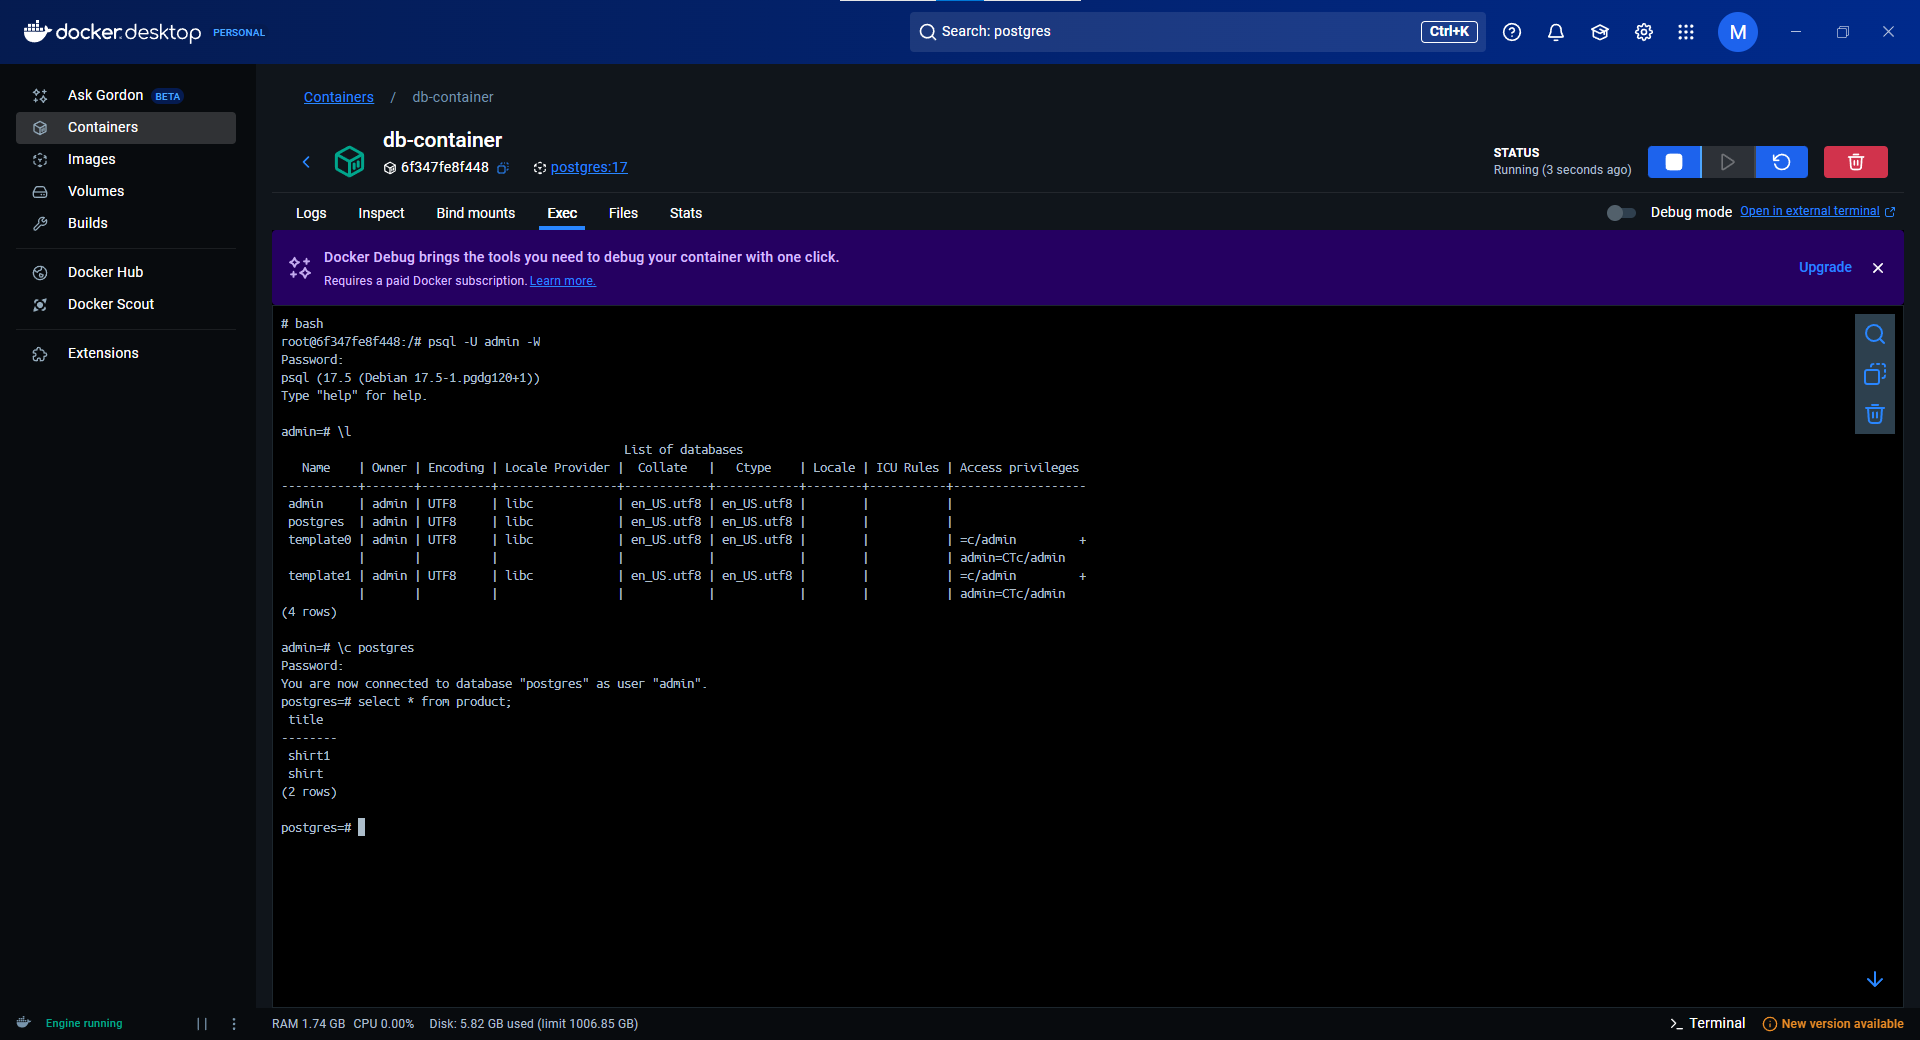 docker.desktop PERSONAL
Search: postgres Ctrl+K
M
Ask Gordon BETA
Containers
Images
Volumes
Builds
Docker Hub
Docker Scout
Extensions
Containers / db-container
db-container
6f347fe8f448 postgres:17
STATUS
Running (3 seconds ago)
Logs Inspect Bind mounts Exec Files Stats
Debug mode Open in external terminal
Docker Debug brings the tools you need to debug your container with one click.
Requires a paid Docker subscription. Learn more.
Upgrade
# bash
root@6f347fe8f448:/# psql -U admin -W
Password:
psql (17.5 (Debian 17.5-1.pgdg120+1))
Type "help" for help.
admin=# \l
List of databases
Name | Owner | Encoding | Locale Provider | Collate | Ctype | Locale | ICU Rules | Access privileges
-----------+-------+----------+-----------------+------------+------------+--------+-----------+-------------------
admin | admin | UTF8 | libc | en_US.utf8 | en_US.utf8 | | |
postgres | admin | UTF8 | libc | en_US.utf8 | en_US.utf8 | | |
template0 | admin | UTF8 | libc | en_US.utf8 | en_US.utf8 | | | =c/admin +
| | | | | | | | admin=CTc/admin
template1 | admin | UTF8 | libc | en_US.utf8 | en_US.utf8 | | | =c/admin +
| | | | | | | | admin=CTc/admin
(4 rows)
admin=# \c postgres
Password:
You are now connected to database "postgres" as user "admin".
postgres=# select * from product;
title
--------
shirt1
shirt
(2 rows)
postgres=#
Engine running
RAM 1.74 GB CPU 0.00% Disk: 5.82 GB used (limit 1006.85 GB)
Terminal
New version available